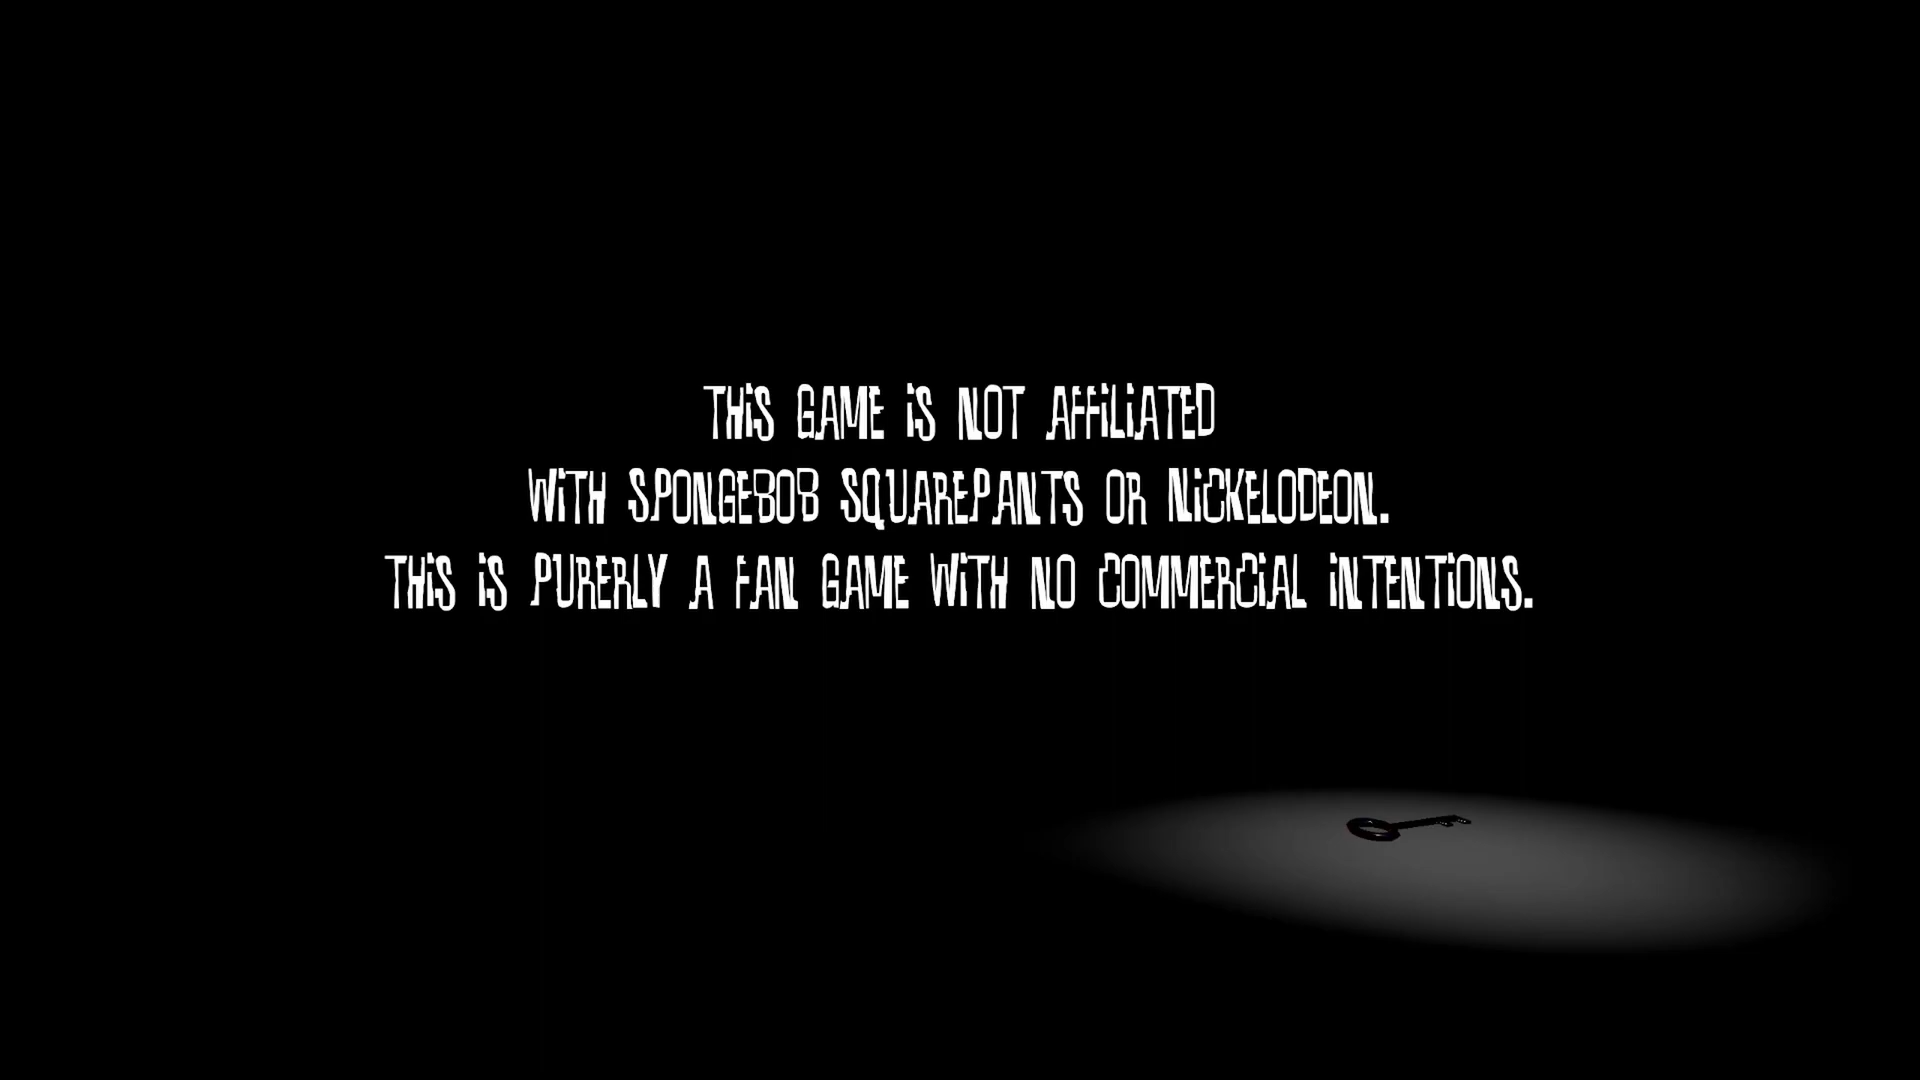 THIS GAME IS NOT AFFILIATED
WITH SPONGEBOB SQUAREPANTS OR NICKELODEON.
THIS IS PURERLY A FAN GAME WITH NO COMMERCIAL INTENTIONS.